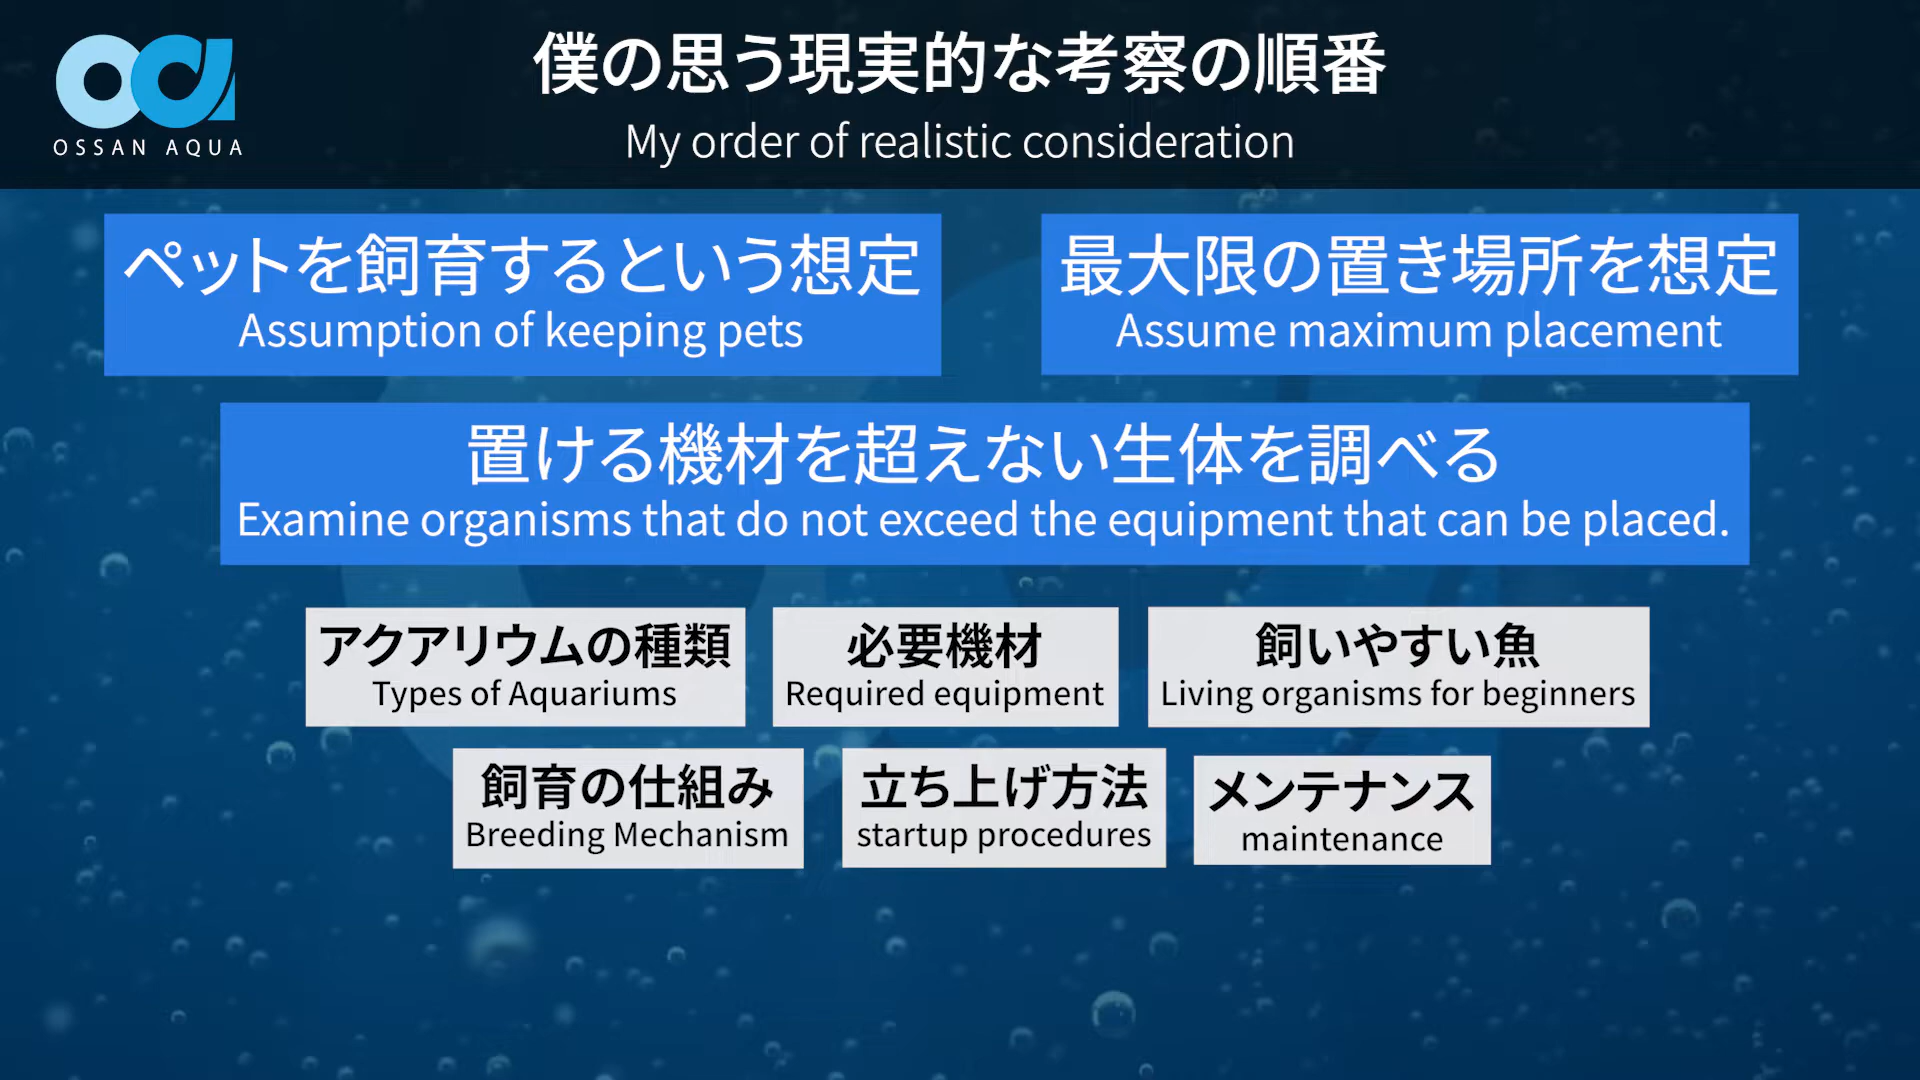 OSSAN AQUA
僕の思う現実的な考察の順番
My order of realistic consideration
ペットを飼育するという想定
Assumption of keeping pets
最大限の置き場所を想定
Assume maximum placement
置ける機材を超えない生体を調べる
Examine organisms that do not exceed the equipment that can be placed.
アクアリウムの種類
Types of Aquariums
必要機材
Required equipment
飼いやすい魚
Living organisms for beginners
飼育の仕組み
Breeding Mechanism
立ち上げ方法
startup procedures
メンテナンス
maintenance